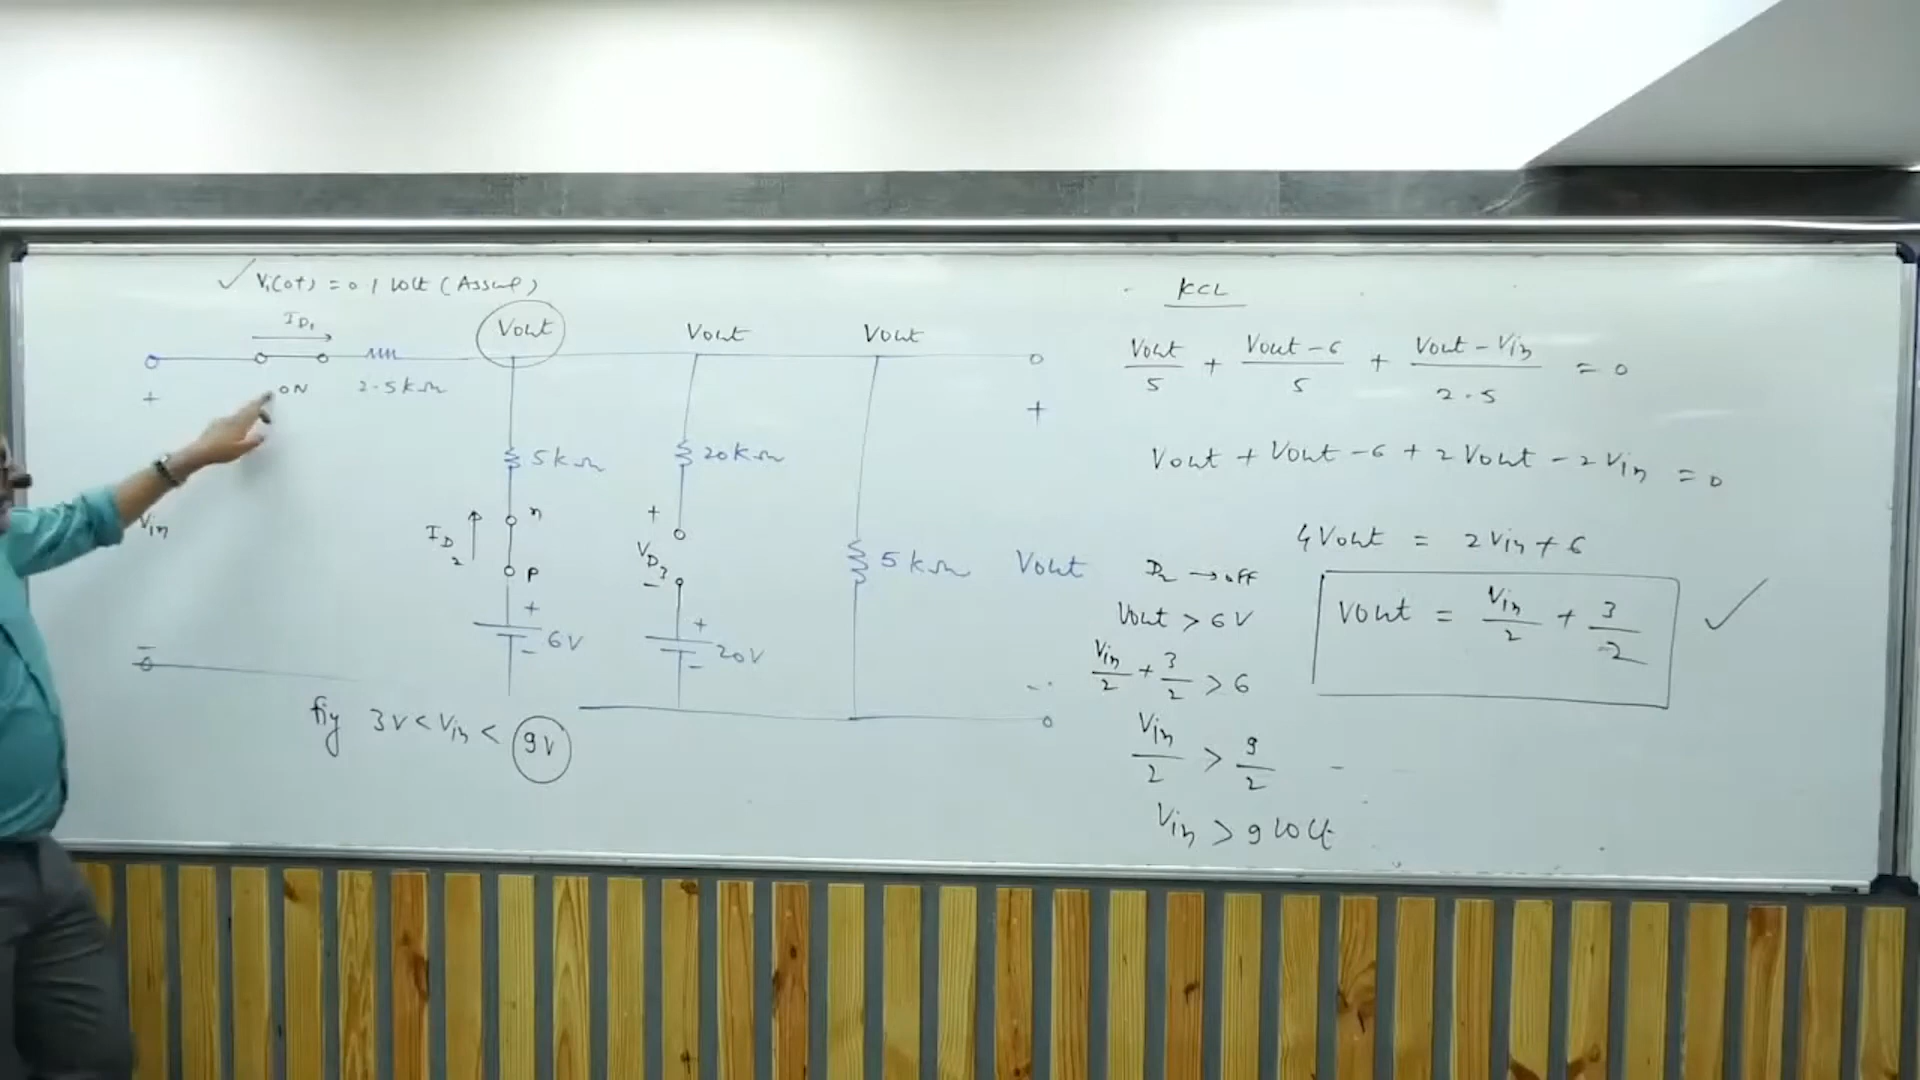 ✓ Vi(0+) = 0.1 volt (Assume)
ID1
Vout Vout Vout
+ ON 2.5kΩ +
5kΩ 20kΩ
ID2 n + VD3 - p
5kΩ Vout
Vin
+ 6V - + 20V -
- -
fig 3V < Vin < 9V
KCL
Vout/5 + Vout-6/5 + Vout-Vin/2.5 = 0
Vout + Vout - 6 + 2Vout - 2Vin = 0
4Vout = 2Vin + 6
Vout = Vin/2 + 3/2 ✓
D2 → off
Vout > 6V
Vin/2 + 3/2 > 6
Vin/2 > 9/2
Vin > 9 volt